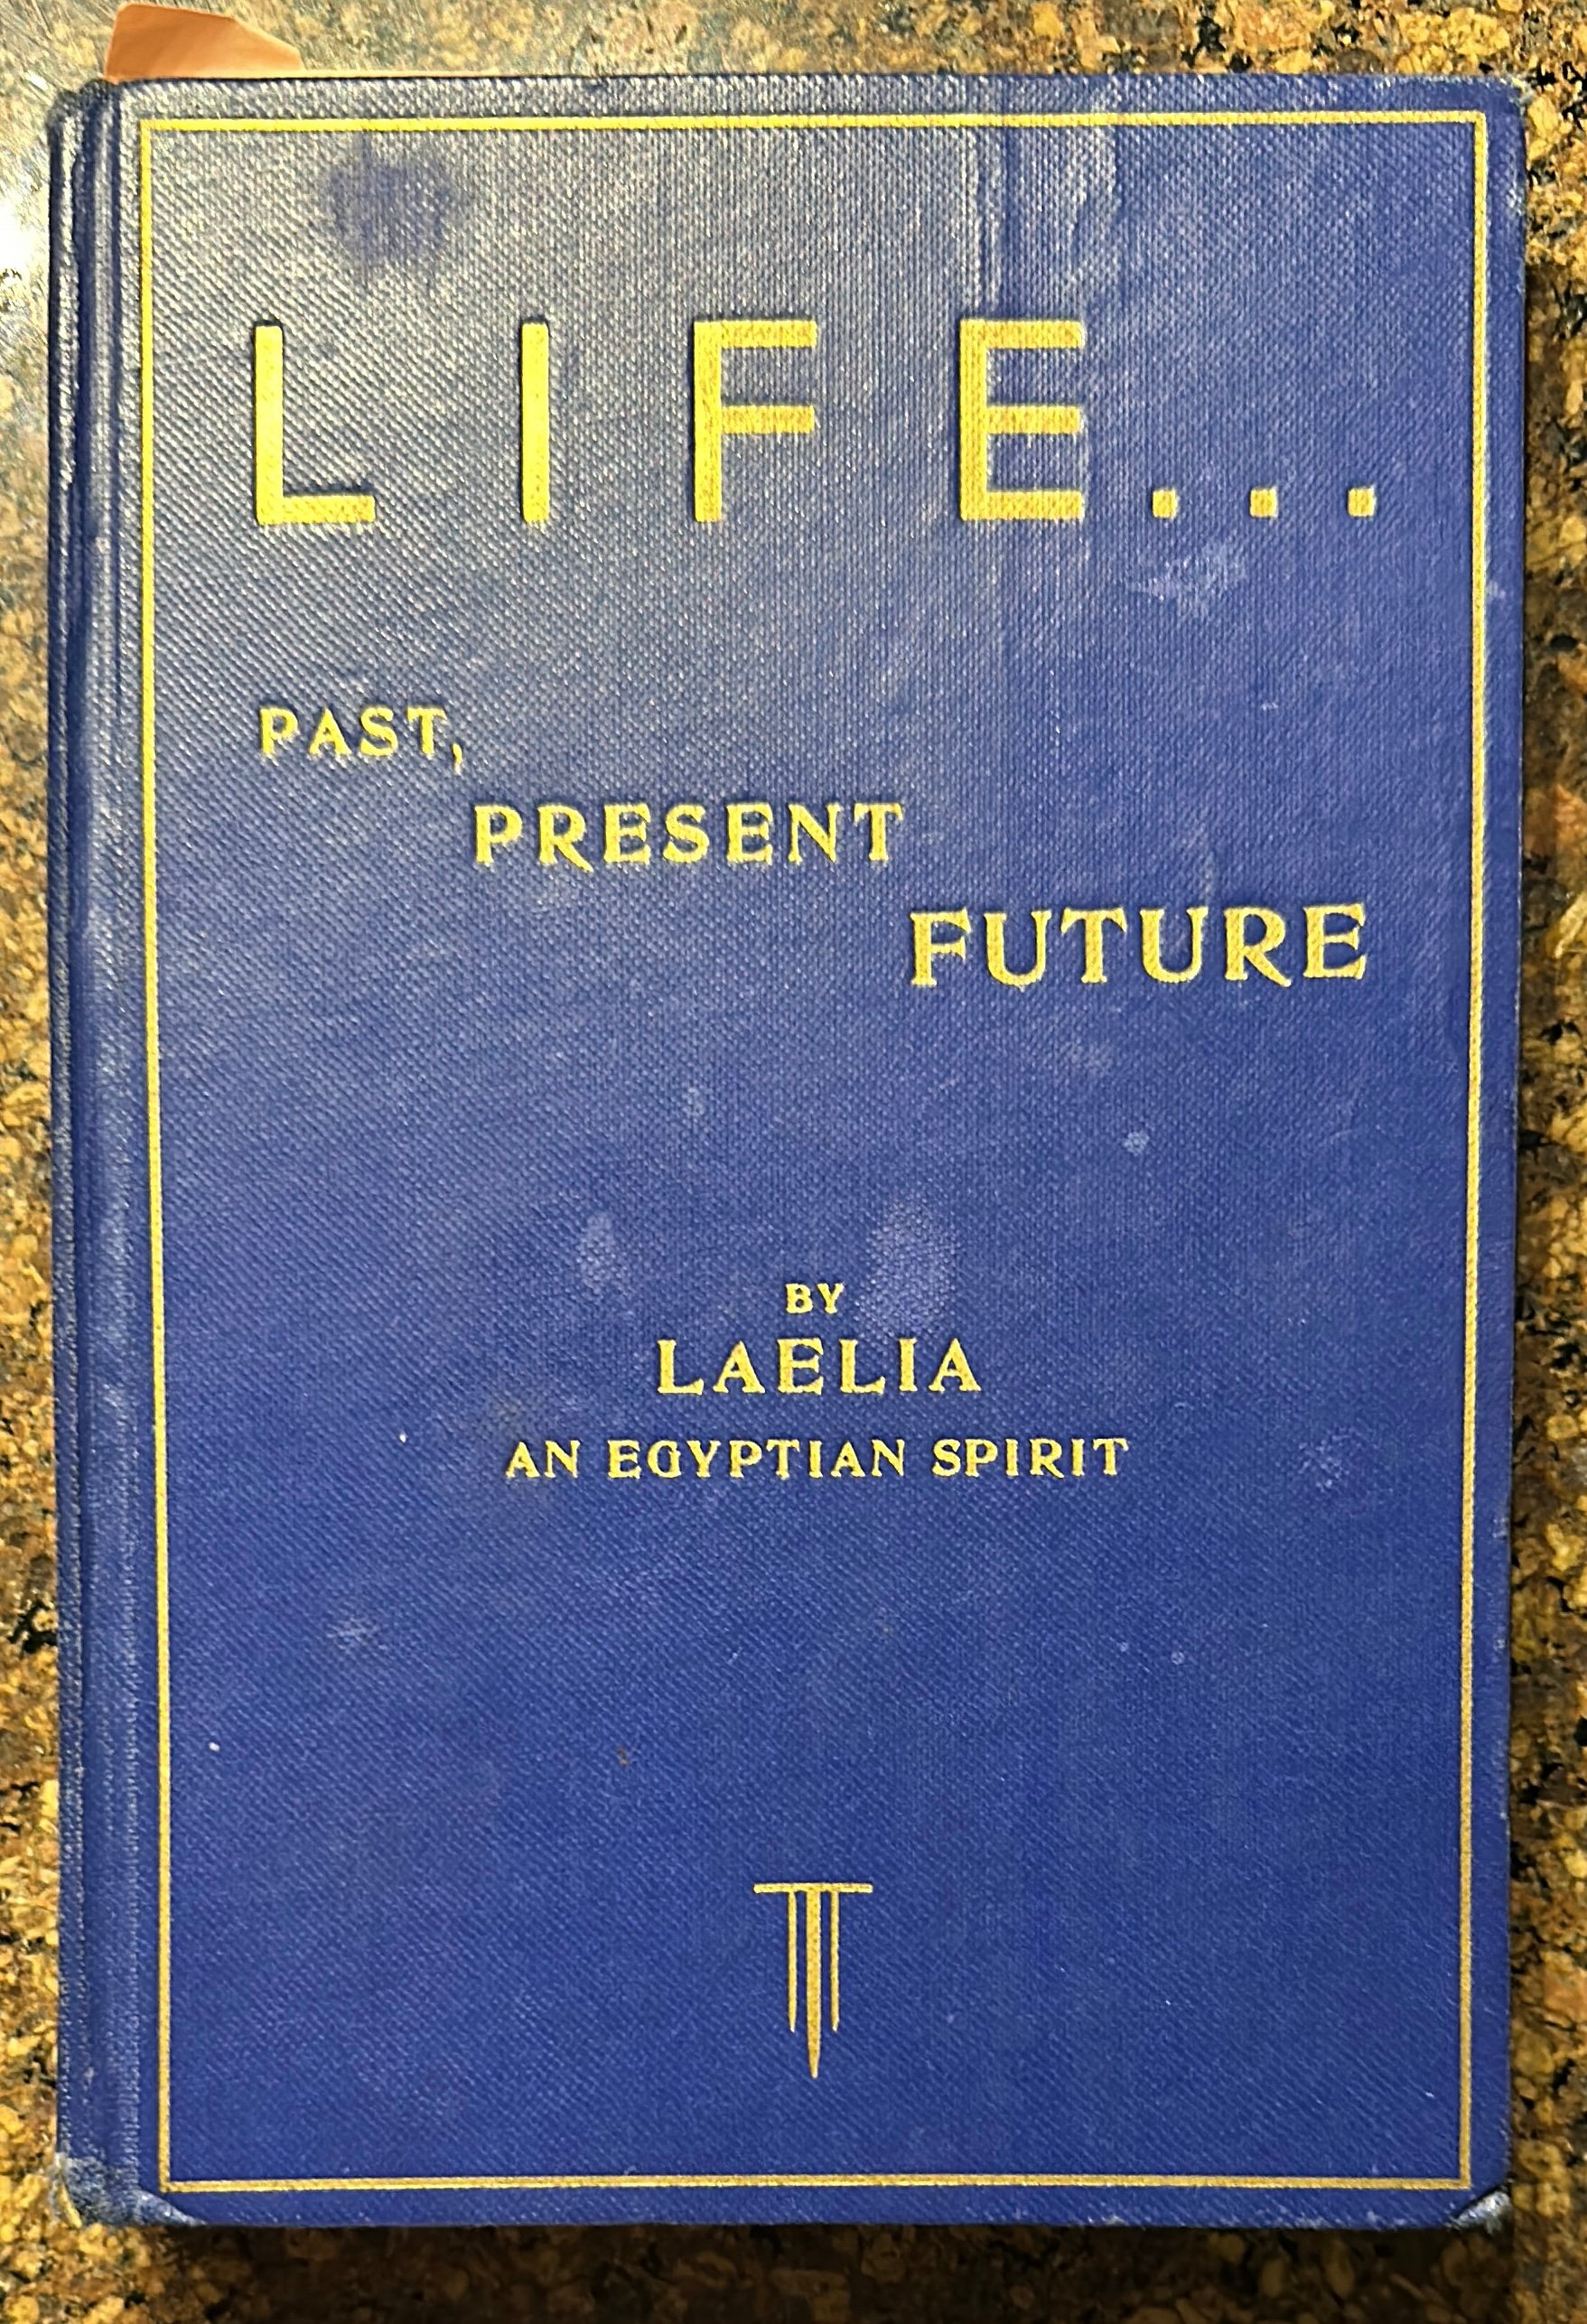 LIFE...
PAST,
PRESENT
FUTURE
BY
LAELIA
AN EGYPTIAN SPIRIT